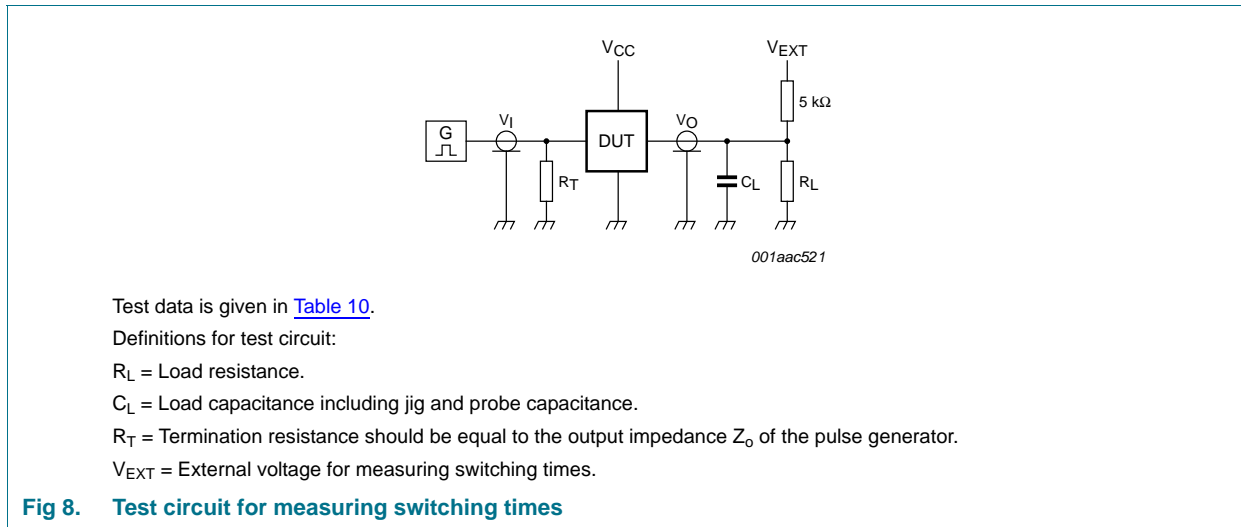 VCC
VEXT
5 kΩ
G
VI
DUT
VO
RT
CL
RL
001aac521
Test data is given in Table 10.
Definitions for test circuit:
RL = Load resistance.
CL = Load capacitance including jig and probe capacitance.
RT = Termination resistance should be equal to the output impedance Zo of the pulse generator.
VEXT = External voltage for measuring switching times.
Fig 8. Test circuit for measuring switching times